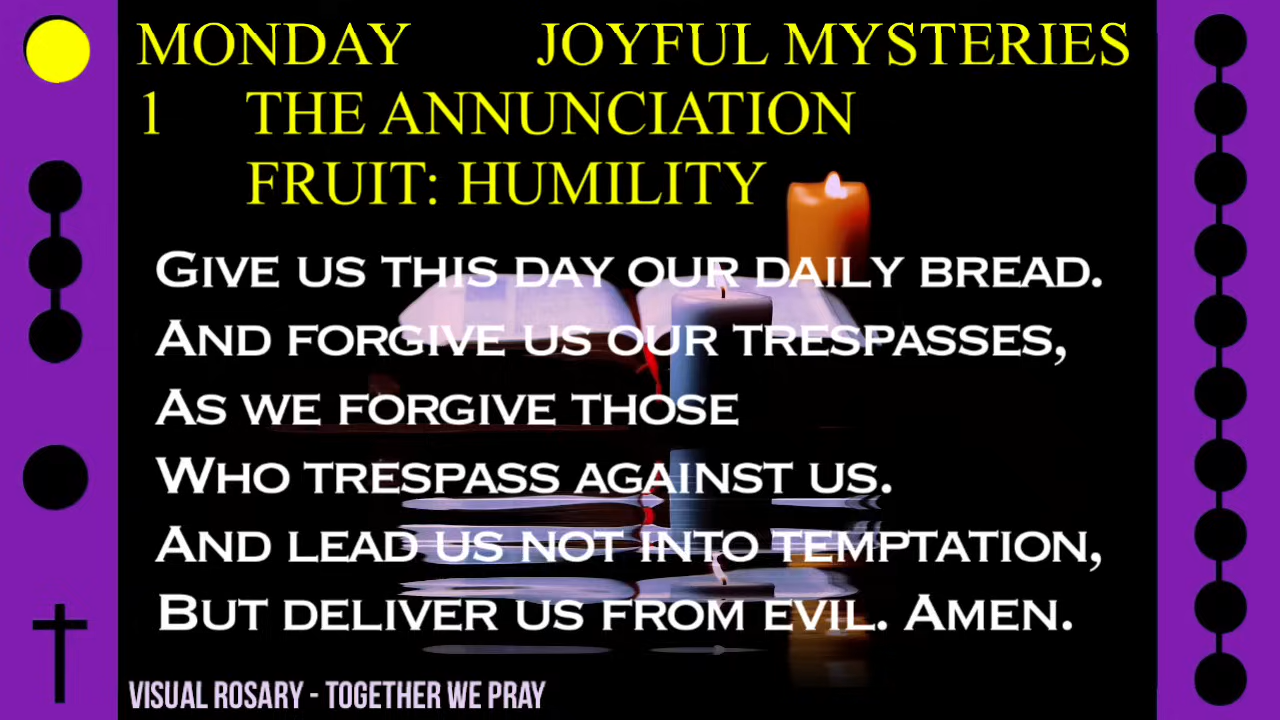 MONDAY JOYFUL MYSTERIES
1 THE ANNUNCIATION
FRUIT: HUMILITY
GIVE US THIS DAY OUR DAILY BREAD.
AND FORGIVE US OUR TRESPASSES,
AS WE FORGIVE THOSE
WHO TRESPASS AGAINST US.
AND LEAD US NOT INTO TEMPTATION,
BUT DELIVER US FROM EVIL. AMEN.
VISUAL ROSARY - TOGETHER WE PRAY